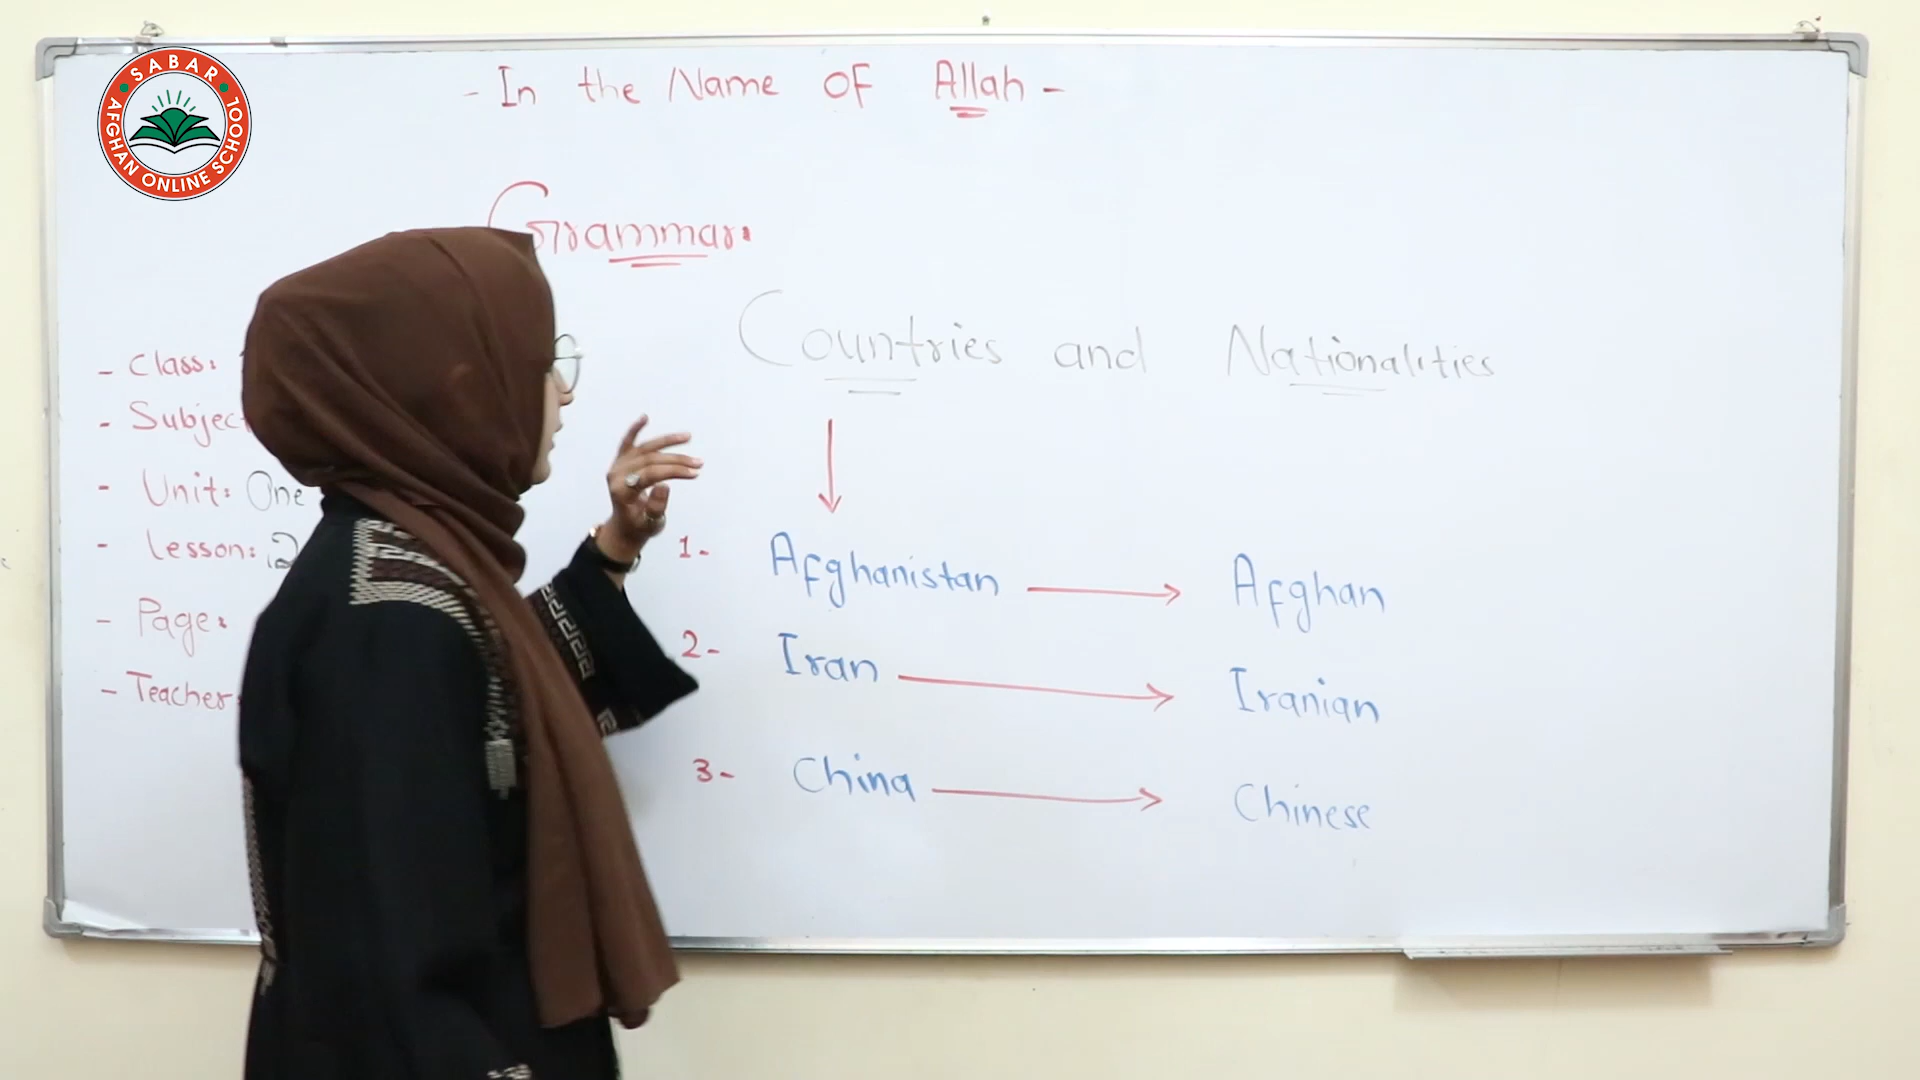 SABAR
AFGHAN ONLINE SCHOOL
- In the Name OF Allah -
Grammar:
Countries and Nationalities
- Class:
- Subject
- Unit: One
- Lesson: 2
- Page:
- Teacher:
1- Afghanistan → Afghan
2- Iran → Iranian
3- China → Chinese